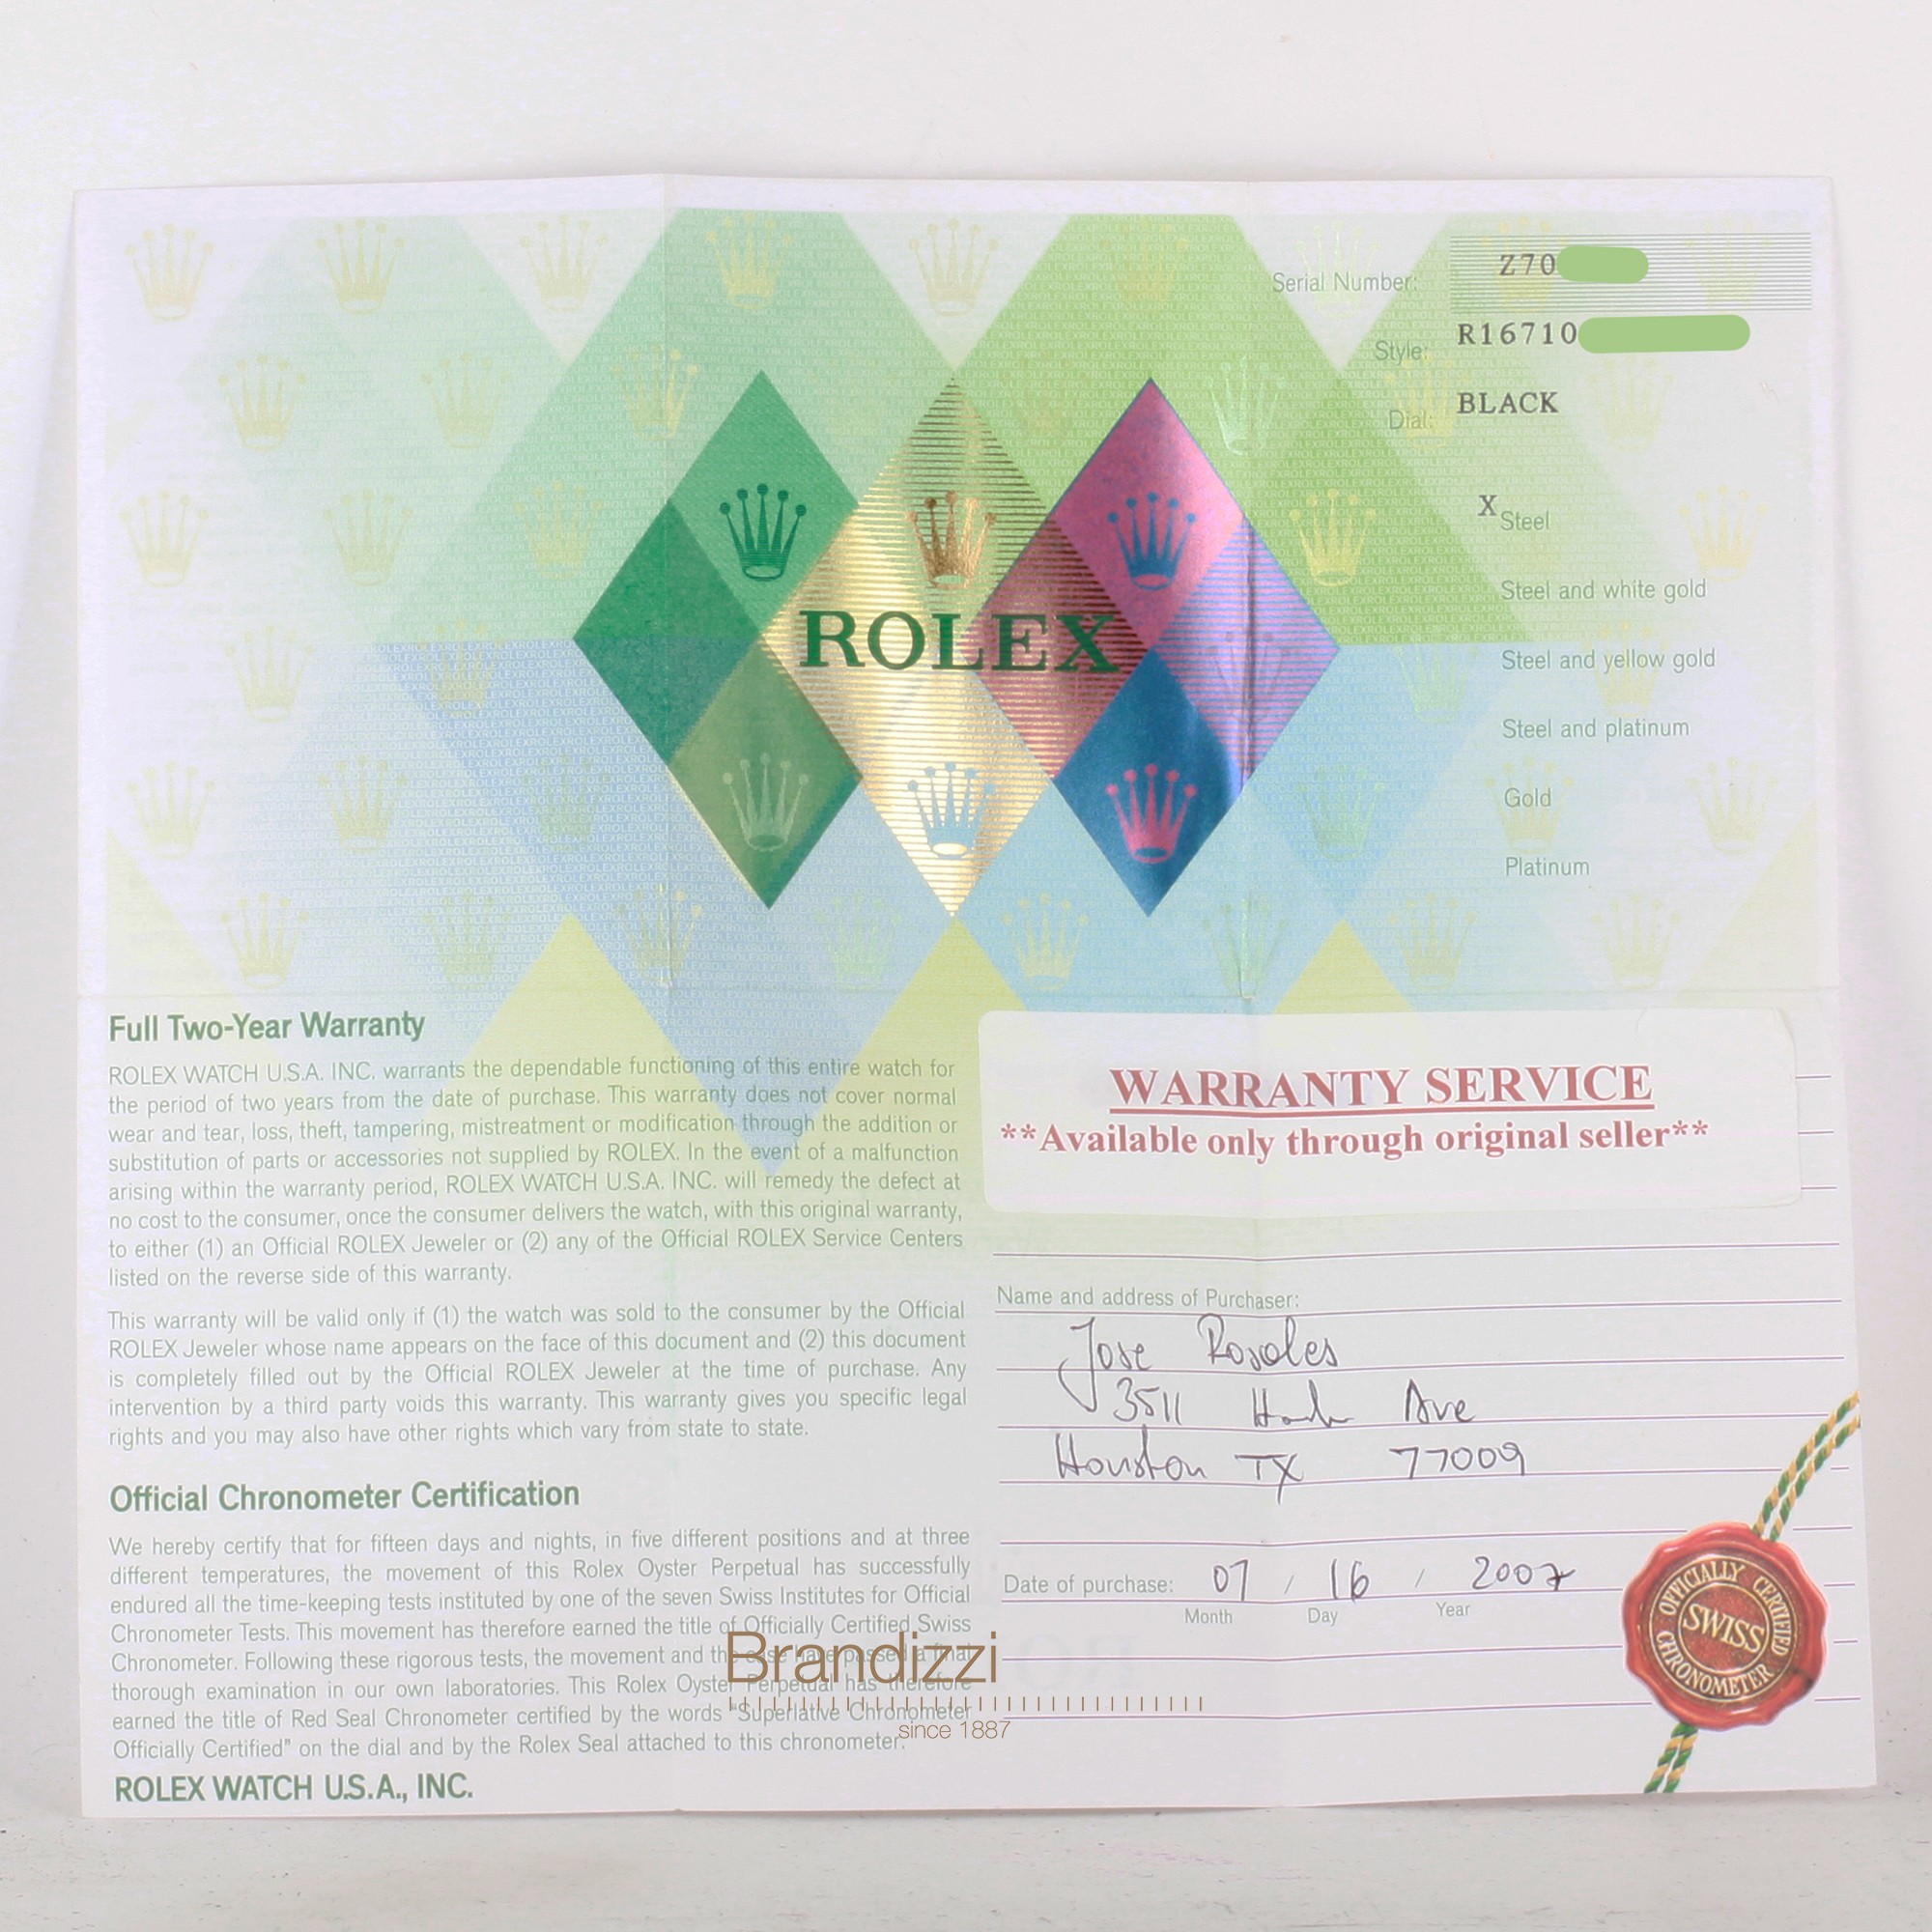 Serial Number: Z70
Style: R16710
Dial: BLACK
X Steel
Steel and white gold
Steel and yellow gold
Steel and platinum
Gold
Platinum
ROLEX
Full Two-Year Warranty
ROLEX WATCH U.S.A. INC. warrants the dependable functioning of this entire watch for
the period of two years from the date of purchase. This warranty does not cover normal
wear and tear, loss, theft, tampering, mistreatment or modification through the addition or
substitution of parts or accessories not supplied by ROLEX. In the event of a malfunction
arising within the warranty period, ROLEX WATCH U.S.A. INC. will remedy the defect at
no cost to the consumer, once the consumer delivers the watch, with this original warranty,
to either (1) an Official ROLEX Jeweler or (2) any of the Official ROLEX Service Centers
listed on the reverse side of this warranty.
This warranty will be valid only if (1) the watch was sold to the consumer by the Official
ROLEX Jeweler whose name appears on the face of this document and (2) this document
is completely filled out by the Official ROLEX Jeweler at the time of purchase. Any
intervention by a third party voids this warranty. This warranty gives you specific legal
rights and you may also have other rights which vary from state to state.
Official Chronometer Certification
We hereby certify that for fifteen days and nights, in five different positions and at three
different temperatures, the movement of this Rolex Oyster Perpetual has successfully
endured all the time-keeping tests instituted by one of the seven Swiss Institutes for Official
Chronometer Tests. This movement has therefore earned the title of Officially Certified Swiss
Chronometer. Following these rigorous tests, the movement and the case have passed a final
thorough examination in our own laboratories. This Rolex Oyster Perpetual has therefore
earned the title of Red Seal Chronometer certified by the words "Superlative Chronometer
Officially Certified" on the dial and by the Rolex Seal attached to this chronometer.
ROLEX WATCH U.S.A., INC.
WARRANTY SERVICE
**Available only through original seller**
Name and address of Purchaser:
Jose Rosales
3511 Ave
Houston TX 77009
Date of purchase: 07 / 16 / 2007
Month Day Year
OFFICIALLY CERTIFIED
SWISS
CHRONOMETER
Brandizzi
since 1887